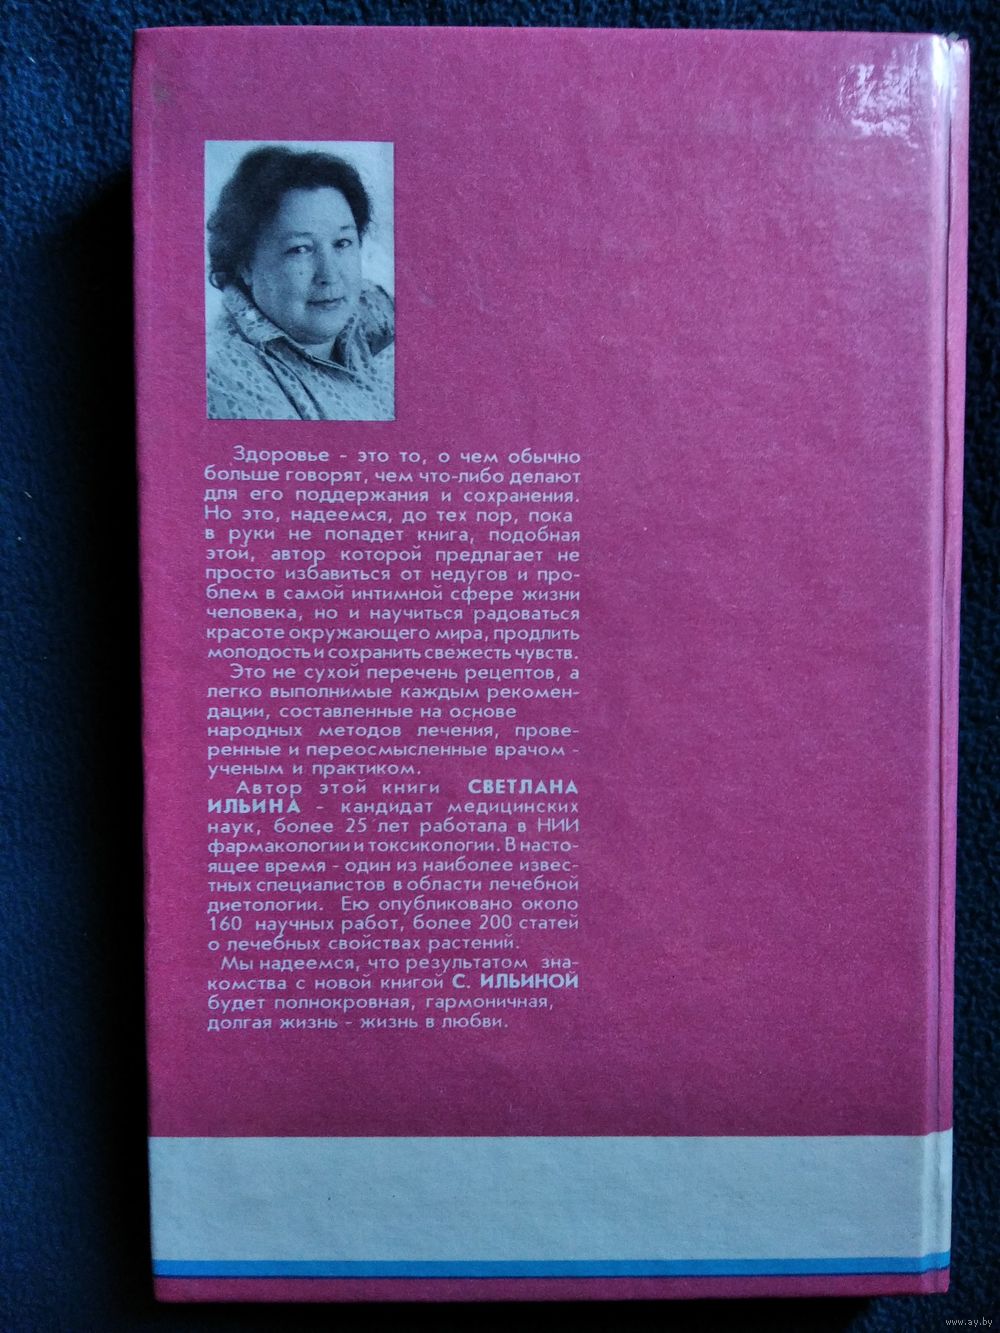 Здоровье - это то, о чем обычно
больше говорят, чем что-либо делают
для его поддержания и сохранения.
Но это, надеемся, до тех пор, пока
в руки не попадет книга, подобная
этой, автор которой предлагает не
просто избавиться от недугов и про-
блем в самой интимной сфере жизни
человека, но и научиться радоваться
красоте окружающего мира, продлить
молодость и сохранить свежесть чувств.
Это не сухой перечень рецептов, а
легко выполнимые каждым рекомен-
дации, составленные на основе
народных методов лечения, прове-
ренные и переосмысленные врачом -
ученым и практиком.
Автор этой книги СВЕТЛАНА
ИЛЬИНА - кандидат медицинских
наук, более 25 лет работала в НИИ
фармакологии и токсикологии. В насто-
ящее время - один из наиболее извес-
тных специалистов в области лечебной
диетологии. Ею опубликовано около
160 научных работ, более 200 статей
о лечебных свойствах растений.
Мы надеемся, что результатом зна-
комства с новой книгой С. ИЛЬИНОЙ
будет полнокровная, гармоничная,
долгая жизнь - жизнь в любви.
www.ay.by